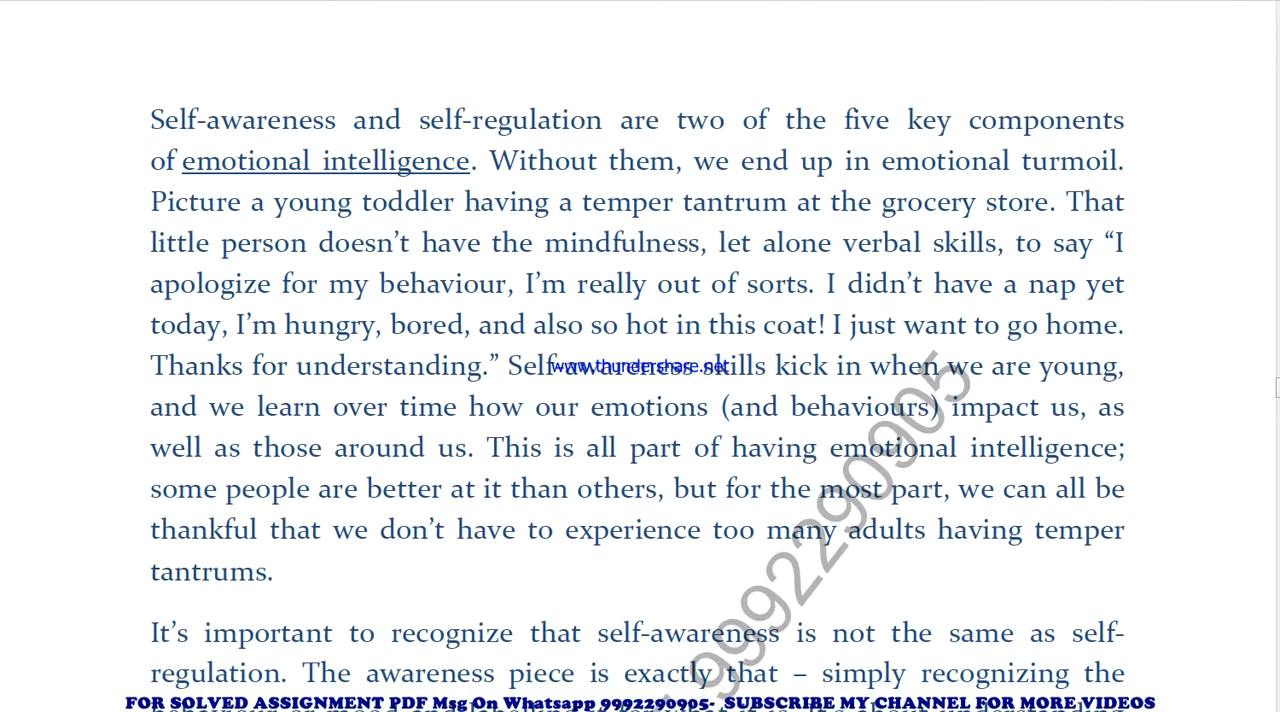 Self-awareness and self-regulation are two of the five key components
of emotional intelligence. Without them, we end up in emotional turmoil.
Picture a young toddler having a temper tantrum at the grocery store. That
little person doesn’t have the mindfulness, let alone verbal skills, to say “I
apologize for my behaviour, I’m really out of sorts. I didn’t have a nap yet
today, I’m hungry, bored, and also so hot in this coat! I just want to go home.
Thanks for understanding.” Self-awareness skills kick in when we are young,
www.thundershare.net
and we learn over time how our emotions (and behaviours) impact us, as
well as those around us. This is all part of having emotional intelligence;
some people are better at it than others, but for the most part, we can all be
thankful that we don’t have to experience too many adults having temper
tantrums.
9992290905
It’s important to recognize that self-awareness is not the same as self-
regulation. The awareness piece is exactly that – simply recognizing the
FOR SOLVED ASSIGNMENT PDF Msg On Whatsapp 9992290905- SUBSCRIBE MY CHANNEL FOR MORE VIDEOS